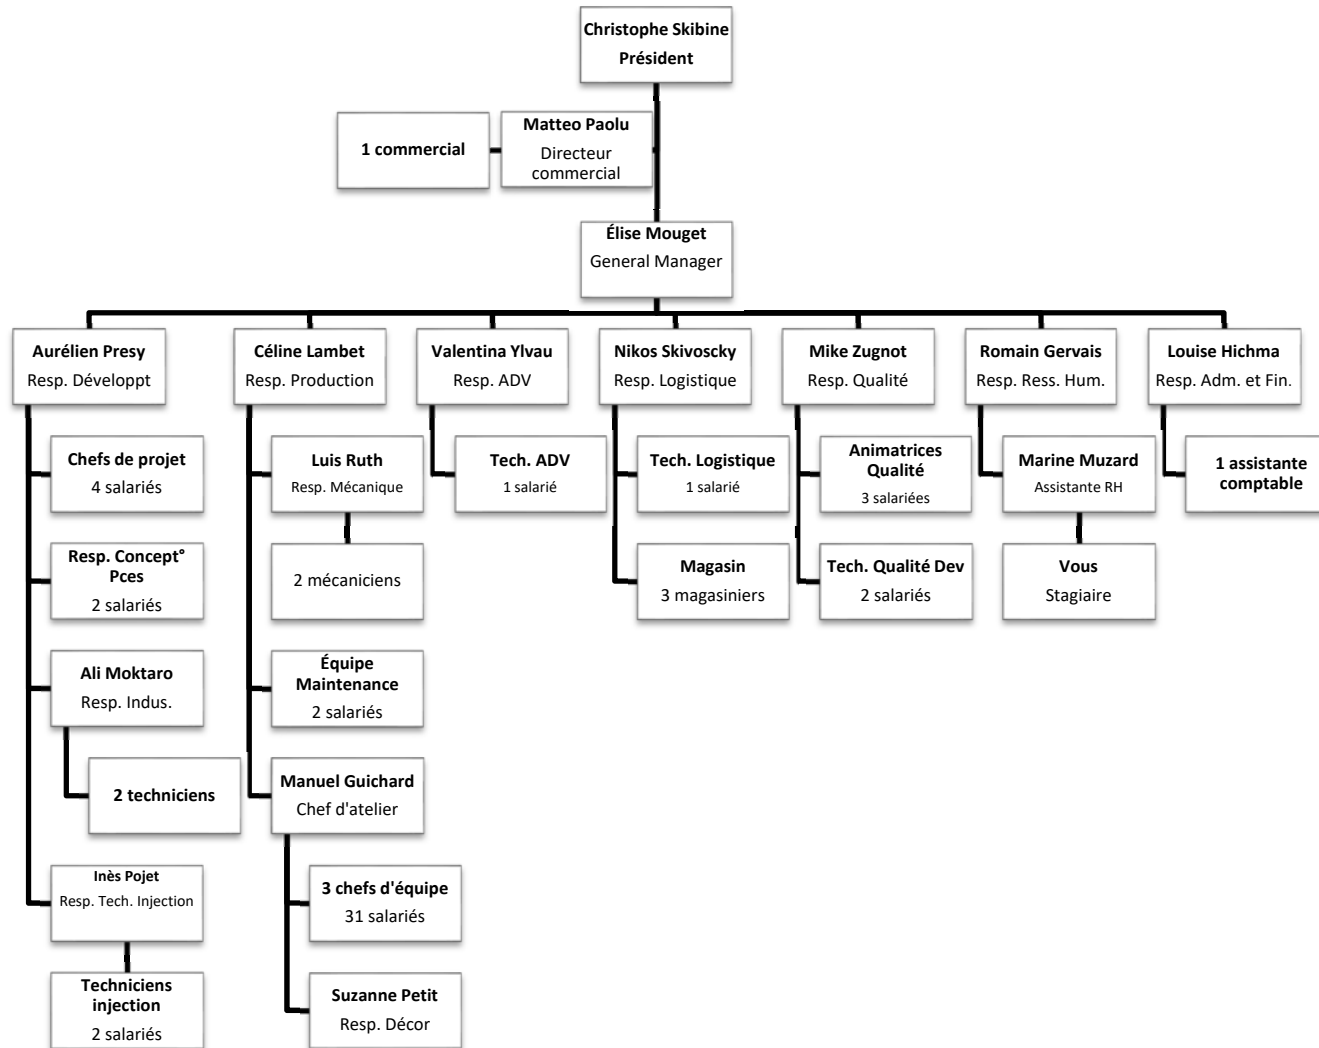 Christophe Skibine
Président
Matteo Paolu
Directeur
commercial
1 commercial
Élise Mouget
General Manager
Aurélien Presy
Resp. Développt
Céline Lambet
Resp. Production
Valentina Ylvau
Resp. ADV
Nikos Skivoscky
Resp. Logistique
Mike Zugnot
Resp. Qualité
Romain Gervais
Resp. Ress. Hum.
Louise Hichma
Resp. Adm. et Fin.
Chefs de projet
4 salariés
Luis Ruth
Resp. Mécanique
Tech. ADV
1 salarié
Tech. Logistique
1 salarié
Animatrices
Qualité
3 salariées
Marine Muzard
Assistante RH
1 assistante
comptable
Resp. Concept°
Pces
2 salariés
2 mécaniciens
Magasin
3 magasiniers
Tech. Qualité Dev
2 salariés
Vous
Stagiaire
Ali Moktaro
Resp. Indus.
Équipe
Maintenance
2 salariés
2 techniciens
Manuel Guichard
Chef d'atelier
Inès Pojet
Resp. Tech. Injection
3 chefs d'équipe
31 salariés
Techniciens
injection
2 salariés
Suzanne Petit
Resp. Décor